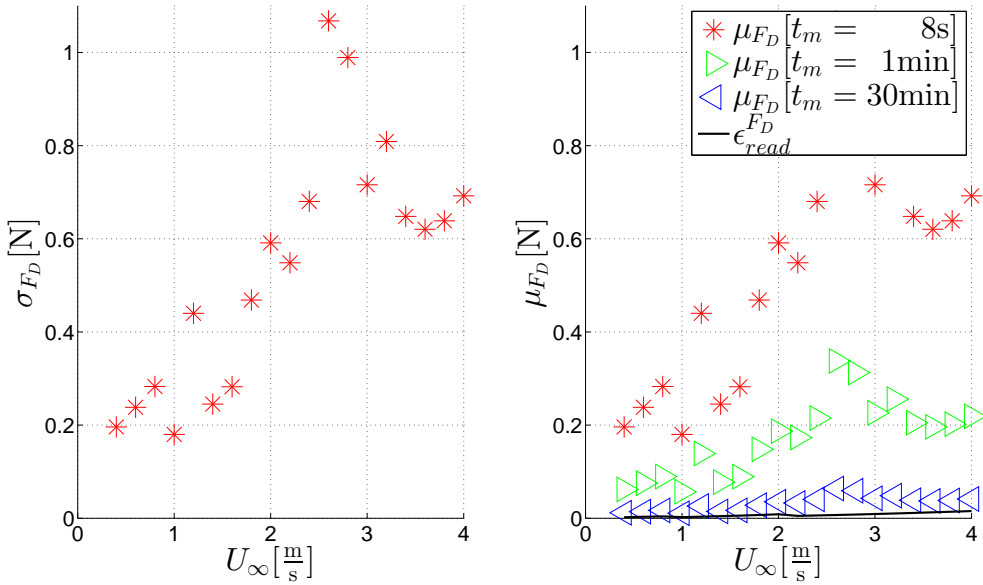 1
0.8
0.6
0.4
0.2
0
0 1 2 3 4
σ_{F_D}[N]
U_∞[m/s]
μ_{F_D}[t_m = 8s]
μ_{F_D}[t_m = 1min]
μ_{F_D}[t_m = 30min]
ϵ_{read}^{F_D}
1
0.8
0.6
0.4
0.2
0
0 1 2 3 4
μ_{F_D}[N]
U_∞[m/s]